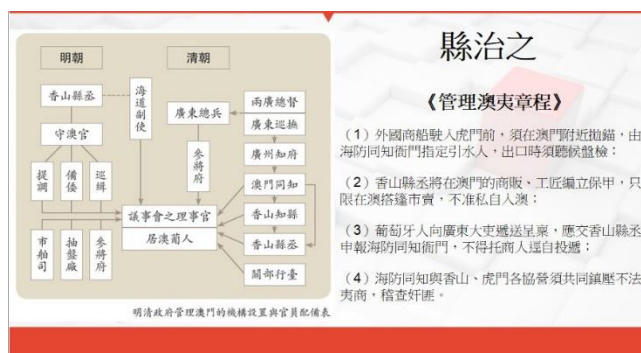 明朝
清朝
香山縣丞
守澳官
提調
備倭
巡緝
市舶司
抽盤廠
參將府
海道副使
廣東總兵
參將府
兩廣總督
廣東巡撫
廣州知府
澳門同知
香山知縣
香山縣丞
關部行臺
議事會之理事官
居澳葡人
明清政府管理澳門的機構設置與官員配備表
縣治之
《管理澳夷章程》
（1）外國商船駛入虎門前，須在澳門附近拋錨，由
海防同知衙門指定引水人，出口時須聽候盤檢；
（2）香山縣丞將在澳門的商販、工匠編立保甲，只
限在澳搭篷市賣，不准私自入澳；
（3）葡萄牙人向廣東大吏遞送呈稟，應交香山縣丞
申報海防同知衙門，不得托商人逕自投遞；
（4）海防同知與香山、虎門各協營須共同鎮壓不法
夷商，稽查奸匪。